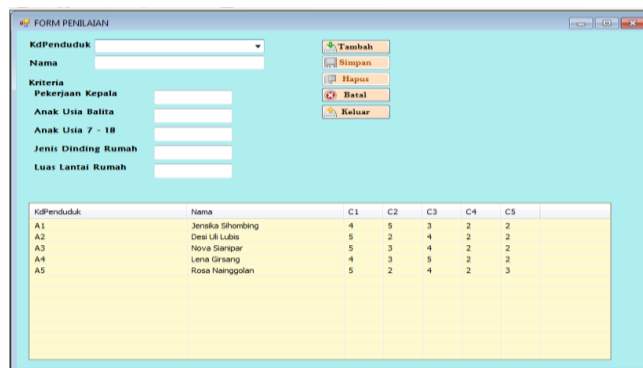 FORM PENILAIAN
KdPenduduk
Nama
Kriteria
Pekerjaan Kepala
Anak Usia Balita
Anak Usia 7 - 18
Jenis Dinding Rumah
Luas Lantai Rumah
Tambah
Simpan
Hapus
Batal
Keluar
KdPenduduk Nama C1 C2 C3 C4 C5
A1 Jensika Sihombing 4 5 3 2 2
A2 Desi Uli Lubis 5 2 4 2 2
A3 Nova Sianipar 5 3 4 2 2
A4 Lena Girsang 4 3 5 2 2
A5 Rosa Nainggolan 5 2 4 2 3